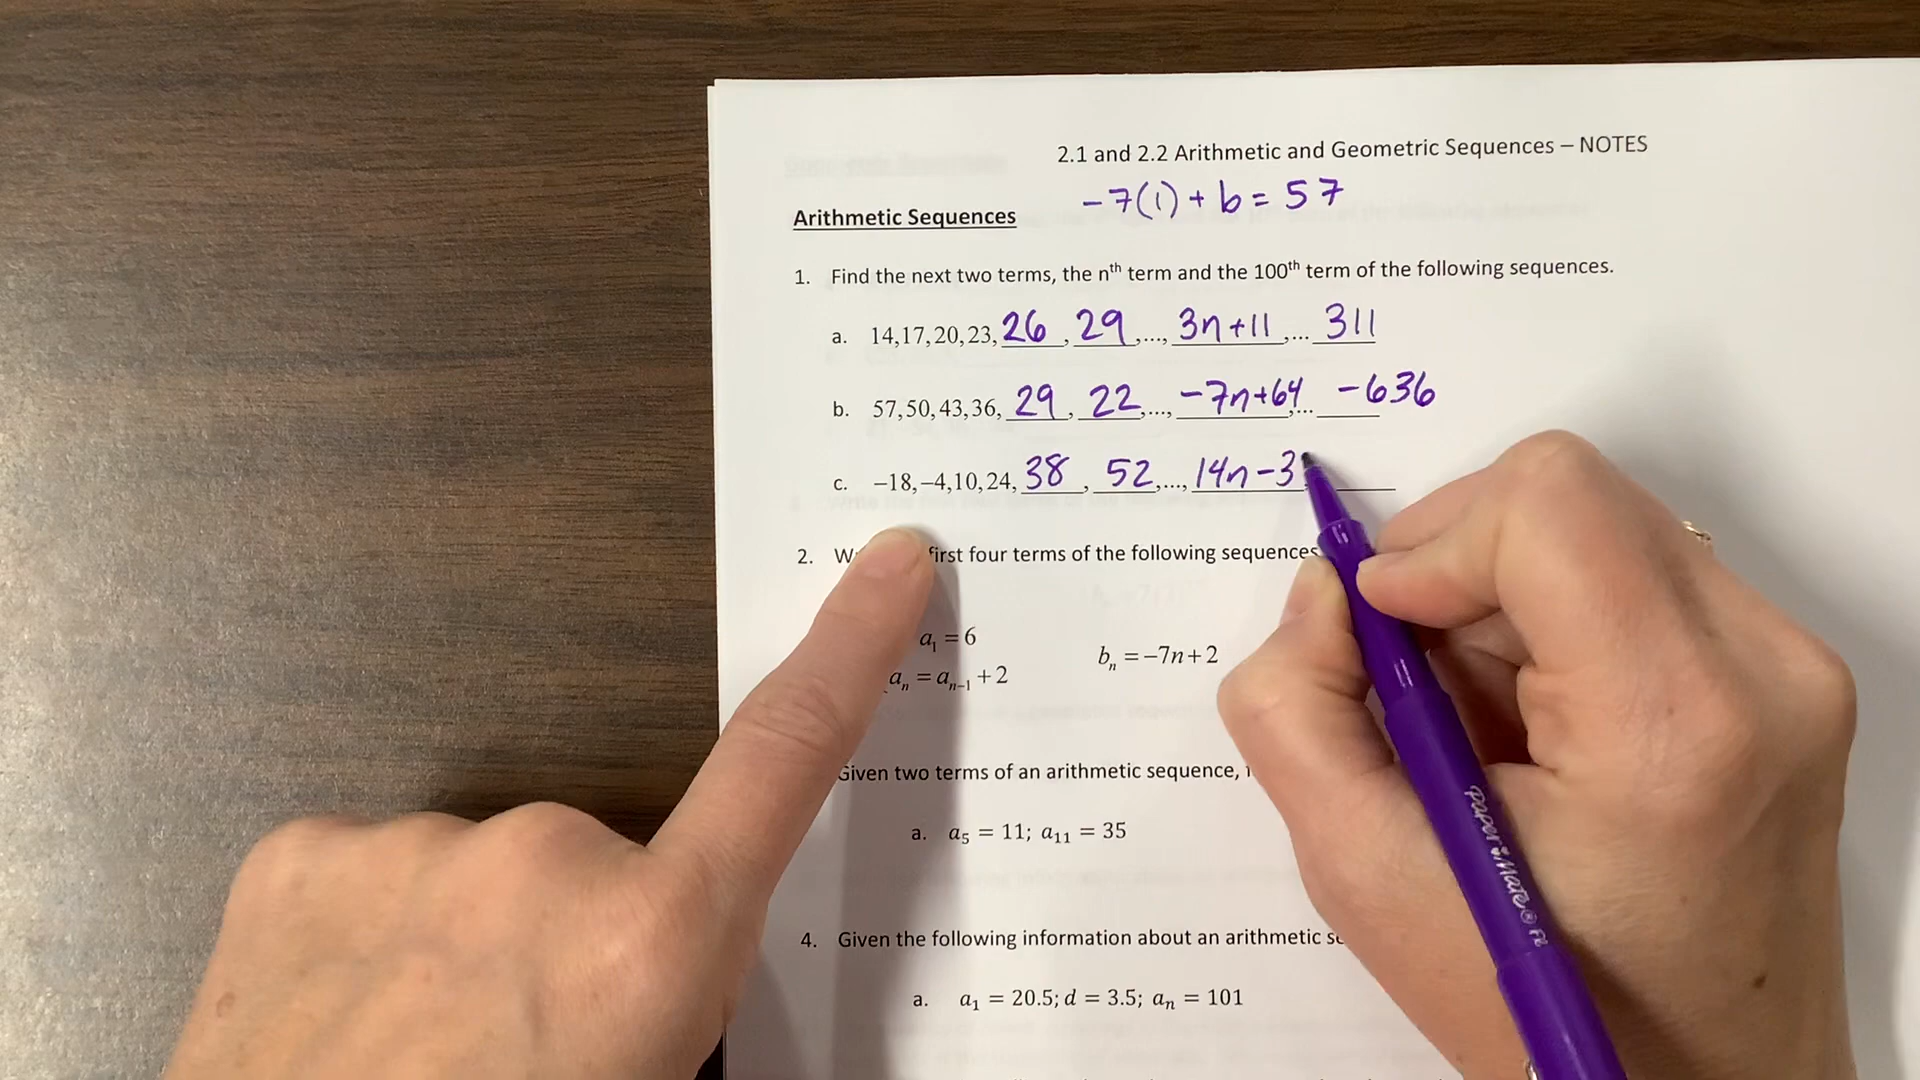 2.1 and 2.2 Arithmetic and Geometric Sequences – NOTES
-7(1) + b = 57
Arithmetic Sequences
1. Find the next two terms, the nth term and the 100th term of the following sequences.
a. 14,17,20,23, 26, 29,..., 3n+11,... 311
b. 57,50,43,36, 29, 22,..., -7n+64,... -636
c. –18,–4,10,24, 38, 52,..., 14n-3
2. first four terms of the following sequences
a₁ = 6
aₙ = aₙ₋₁ + 2
bₙ = –7n + 2
Given two terms of an arithmetic sequence,
a. a₅ = 11; a₁₁ = 35
4. Given the following information about an arithmetic
a. a₁ = 20.5; d = 3.5; aₙ = 101
paper mate®